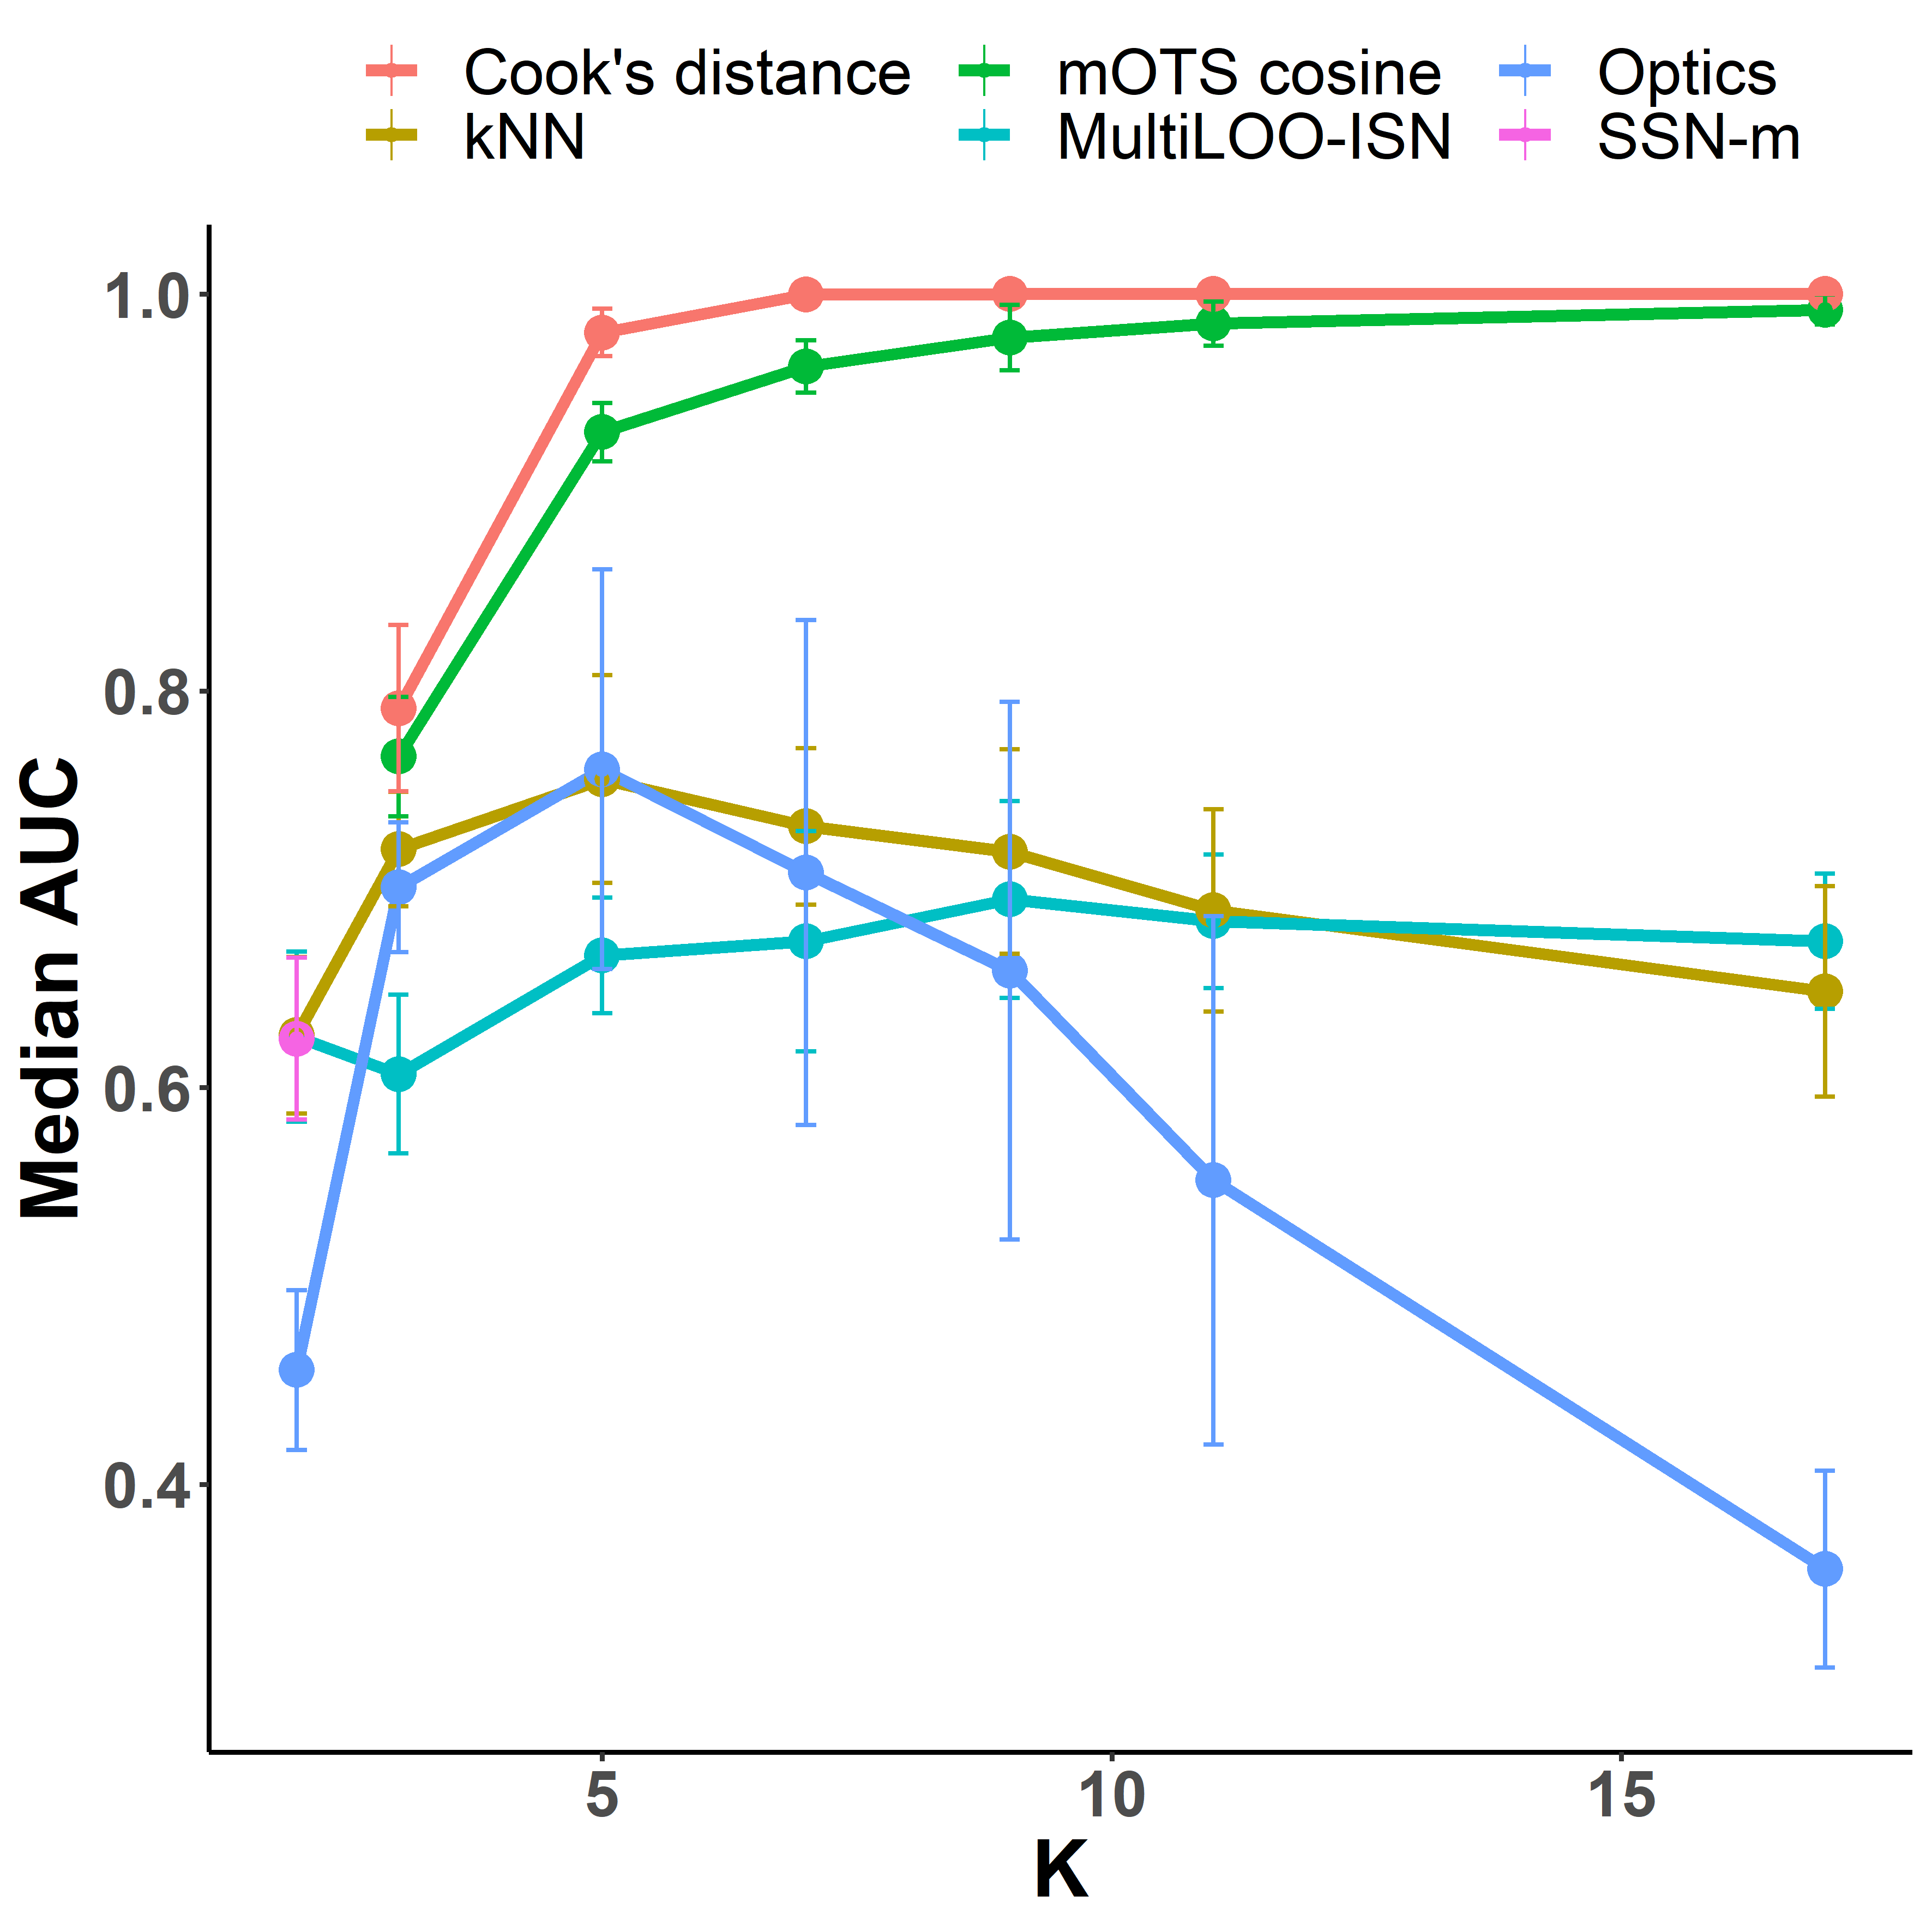 Cook's distance mOTS cosine Optics
kNN MultiLOO-ISN SSN-m
Median AUC
1.0
0.8
0.6
0.4
5 10 15
K